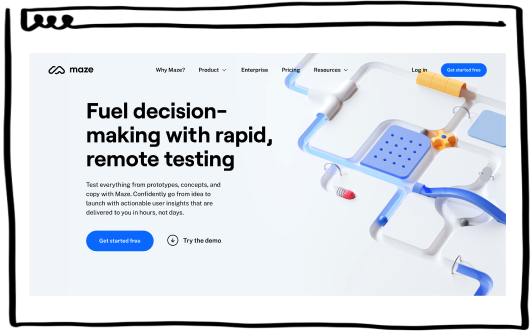 maze
Why Maze? Product Enterprise Pricing Resources Log in Get started free
Fuel decision-
making with rapid,
remote testing
Test everything from prototypes, concepts, and
copy with Maze. Confidently go from idea to
launch with actionable user insights that are
delivered to you in hours, not days.
Get started free Try the demo